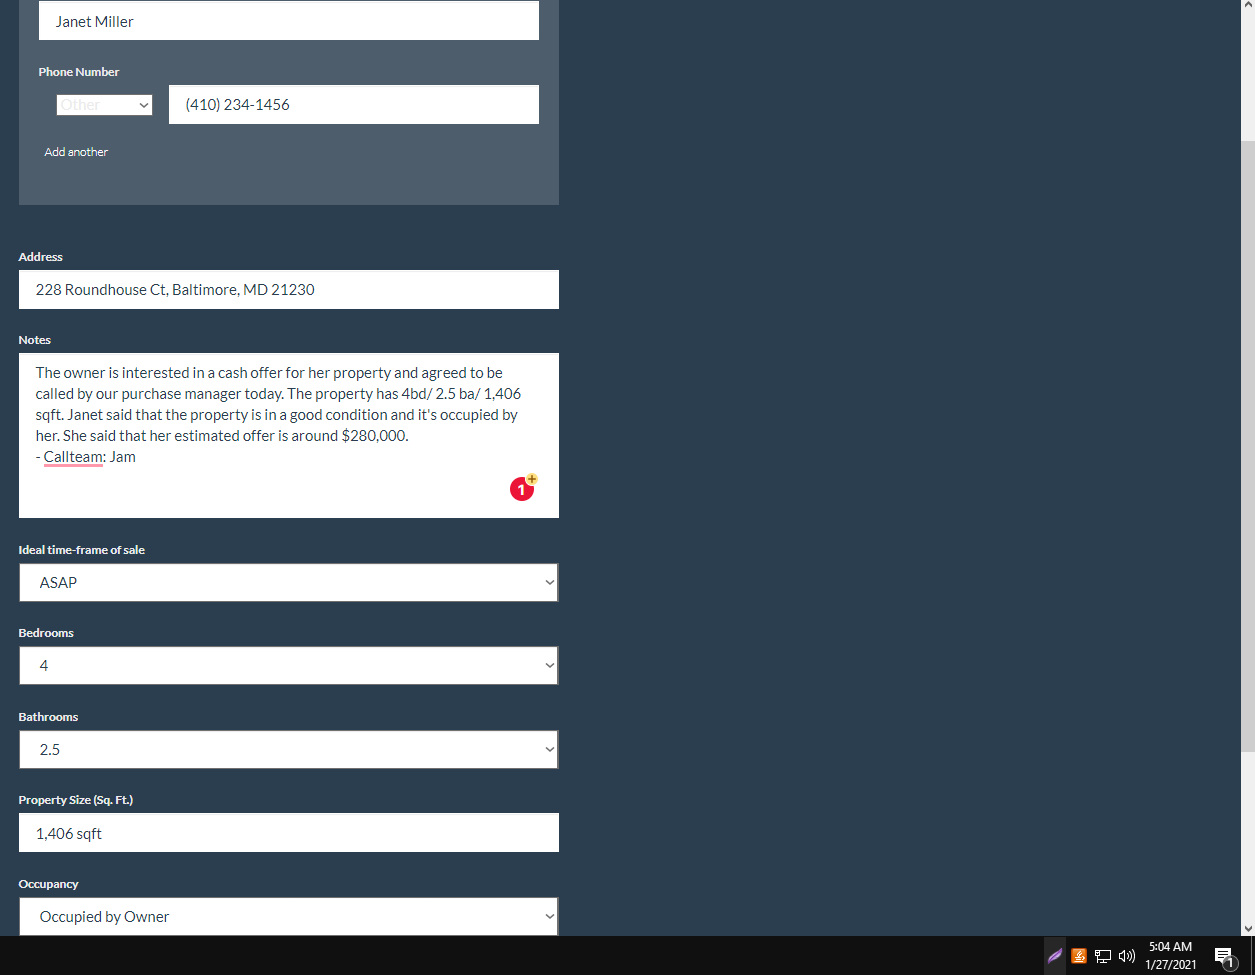 Janet Miller
Phone Number
Other
(410) 234-1456
Add another
Address
228 Roundhouse Ct, Baltimore, MD 21230
Notes
The owner is interested in a cash offer for her property and agreed to be
called by our purchase manager today. The property has 4bd/ 2.5 ba/ 1,406
sqft. Janet said that the property is in a good condition and it's occupied by
her. She said that her estimated offer is around $280,000.
- Callteam: Jam
1
Ideal time-frame of sale
ASAP
Bedrooms
4
Bathrooms
2.5
Property Size (Sq. Ft.)
1,406 sqft
Occupancy
Occupied by Owner
5:04 AM
1/27/2021
1